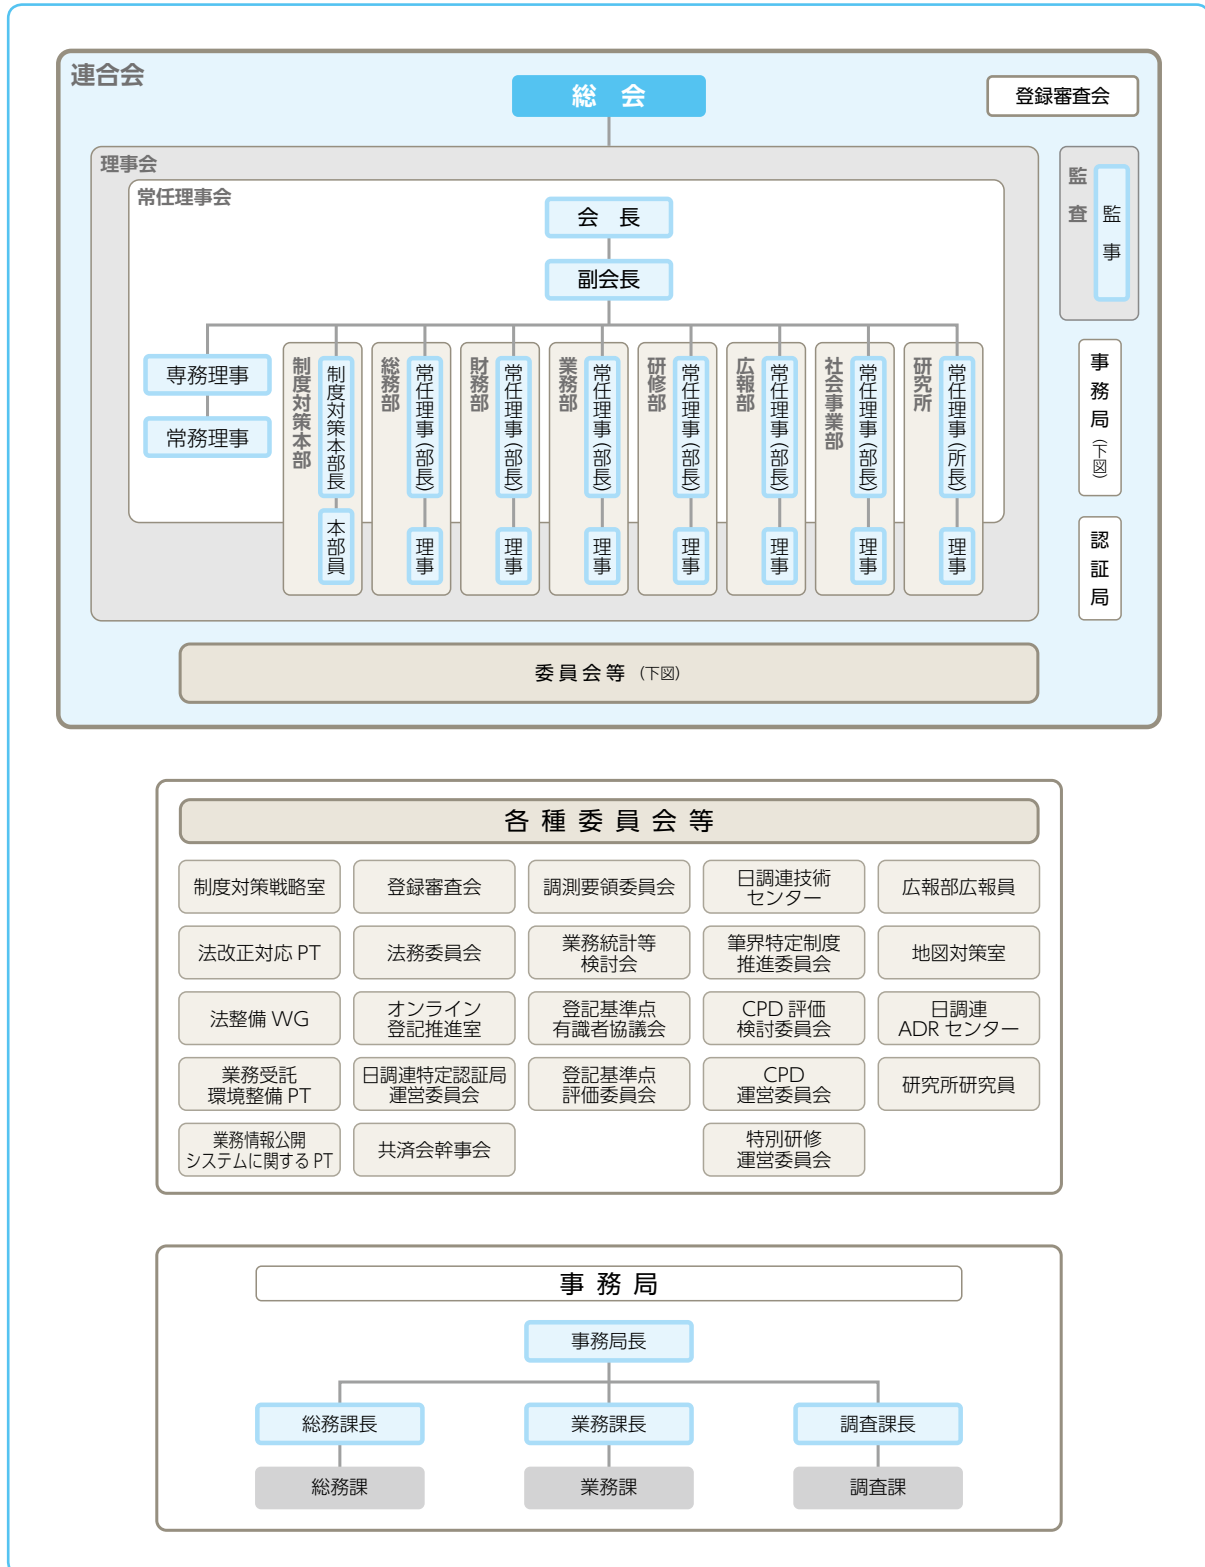 連合会
総 会
登録審査会
理事会
常任理事会
会 長
副会長
専務理事
常務理事
制度対策本部
制度対策本部長
本部員
総務部
常任理事(部長)
理事
財務部
常任理事(部長)
理事
業務部
常任理事(部長)
理事
研修部
常任理事(部長)
理事
広報部
常任理事(部長)
理事
社会事業部
常任理事(部長)
理事
研究所
常任理事(所長)
理事
監査
監事
事務局(下図)
認証局
委員会等 (下図)
各種委員会等
制度対策戦略室
登録審査会
調測要領委員会
日調連技術
センター
広報部広報員
法改正対応 PT
法務委員会
業務統計等
検討会
筆界特定制度
推進委員会
地図対策室
法整備 WG
オンライン
登記推進室
登記基準点
有識者協議会
CPD 評価
検討委員会
日調連
ADR センター
業務受託
環境整備 PT
日調連特定認証局
運営委員会
登記基準点
評価委員会
CPD
運営委員会
研究所研究員
業務情報公開
システムに関する PT
共済会幹事会
特別研修
運営委員会
事務局
事務局長
総務課長
業務課長
調査課長
総務課
業務課
調査課